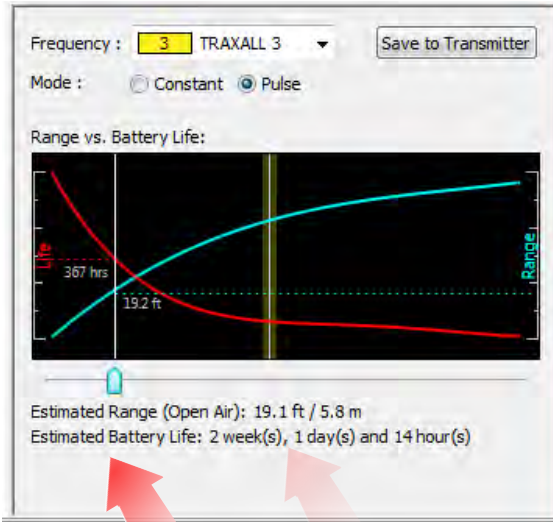 Frequency : 3 TRAXALL 3 Save to Transmitter
Mode : Constant Pulse
Range vs. Battery Life:
Life
367 hrs
19.2 ft
Range
Estimated Range (Open Air): 19.1 ft / 5.8 m
Estimated Battery Life: 2 week(s), 1 day(s) and 14 hour(s)